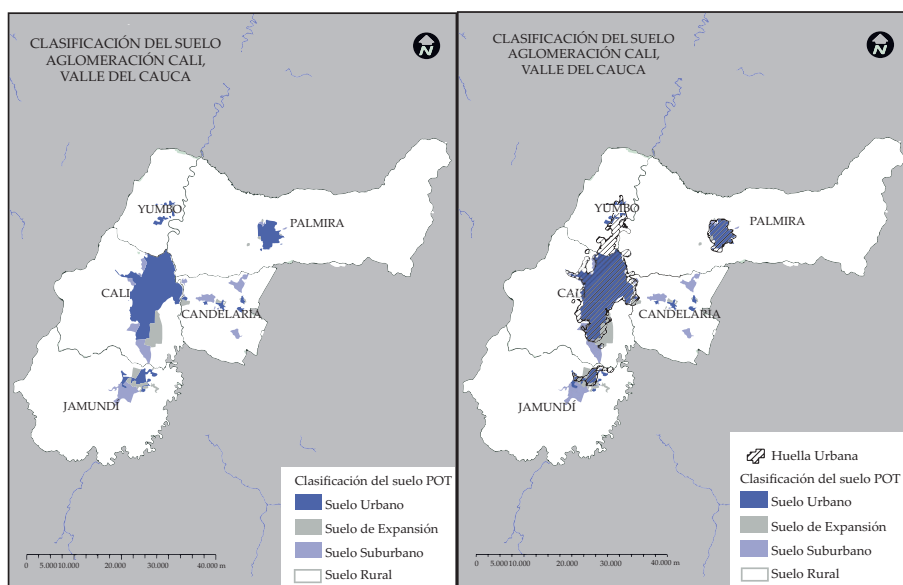 CLASIFICACIÓN DEL SUELO
AGLOMERACIÓN CALI,
VALLE DEL CAUCA
N
YUMBO
PALMIRA
CALI
CANDELARIA
JAMUNDÍ
Clasificación del suelo POT
Suelo Urbano
Suelo de Expansión
Suelo Suburbano
Suelo Rural
0 5.000 10.000 20.000 30.000 40.000 m
CLASIFICACIÓN DEL SUELO
AGLOMERACIÓN CALI,
VALLE DEL CAUCA
N
YUMBO
PALMIRA
CALI
CANDELARIA
JAMUNDÍ
Huella Urbana
Clasificación del suelo POT
Suelo Urbano
Suelo de Expansión
Suelo Suburbano
Suelo Rural
0 5.000 10.000 20.000 30.000 40.000 m